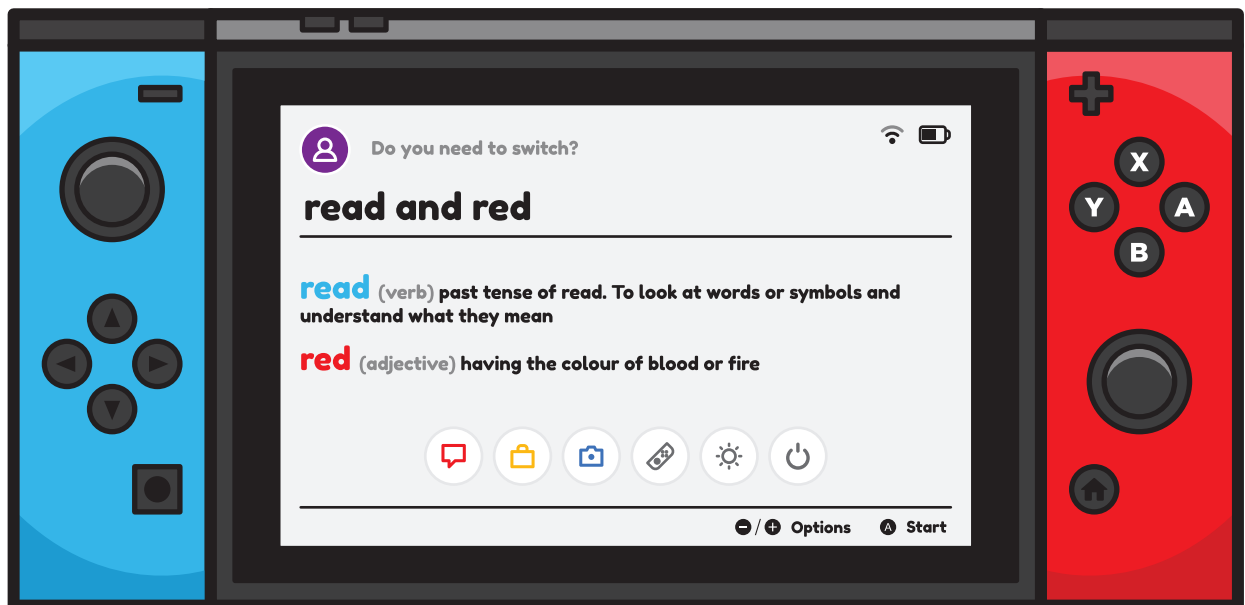 Do you need to switch?
read and red
read (verb) past tense of read. To look at words or symbols and
understand what they mean
red (adjective) having the colour of blood or fire
X
Y A
B
-/+ Options A Start